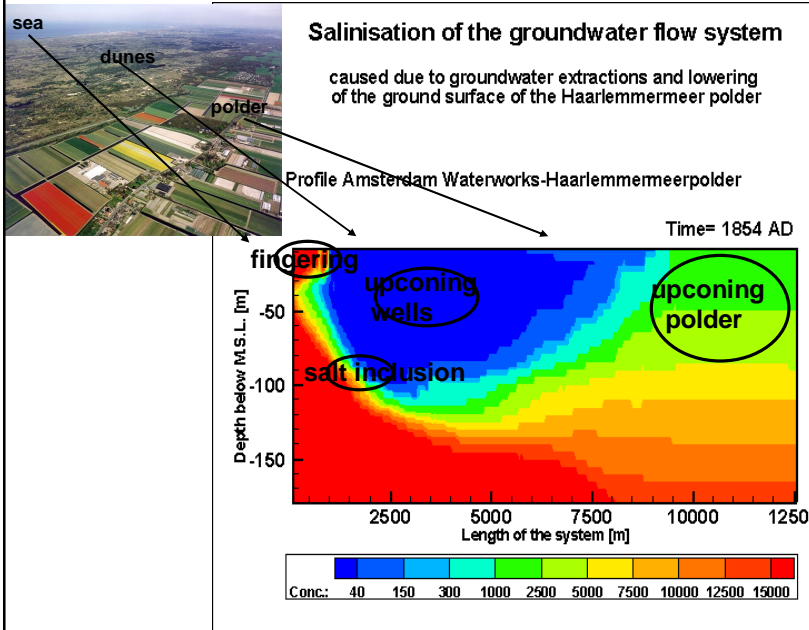 sea
dunes
polder
Salinisation of the groundwater flow system
caused due to groundwater extractions and lowering
of the ground surface of the Haarlemmermeer polder
Profile Amsterdam Waterworks-Haarlemmermeerpolder
Time= 1854 AD
fingering
upconing
wells
upconing
polder
salt inclusion
Depth below M.S.L. [m]
-50
-100
-150
2500 5000 7500 10000 1250
Length of the system [m]
Conc.: 40 150 300 1000 2500 5000 7500 10000 12500 15000